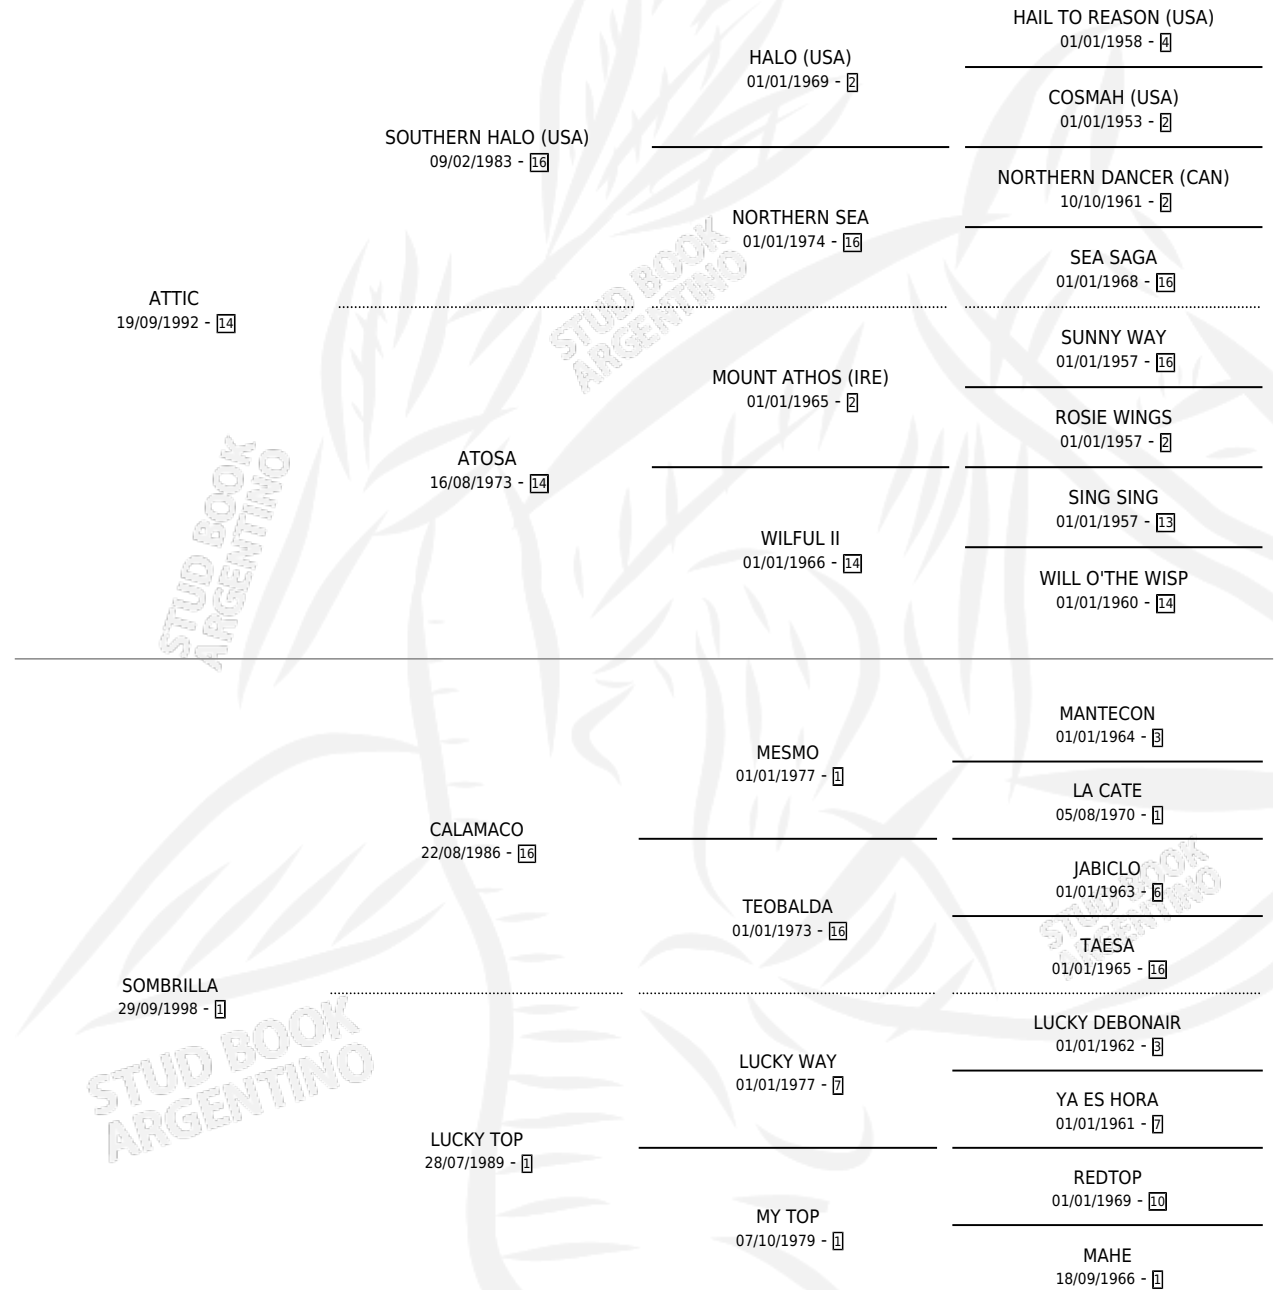 HAIL TO REASON (USA)
01/01/1958 - 4
HALO (USA)
01/01/1969 - 2
COSMAH (USA)
01/01/1953 - 2
SOUTHERN HALO (USA)
09/02/1983 - 16
NORTHERN DANCER (CAN)
10/10/1961 - 2
NORTHERN SEA
01/01/1974 - 16
SEA SAGA
01/01/1968 - 16
ATTIC
19/09/1992 - 14
SUNNY WAY
01/01/1957 - 16
MOUNT ATHOS (IRE)
01/01/1965 - 2
ROSIE WINGS
01/01/1957 - 2
ATOSA
16/08/1973 - 14
SING SING
01/01/1957 - 13
WILFUL II
01/01/1966 - 14
WILL O'THE WISP
01/01/1960 - 14
MANTECON
01/01/1964 - 3
MESMO
01/01/1977 - 1
LA CATE
05/08/1970 - 1
CALAMACO
22/08/1986 - 16
JABICLO
01/01/1963 - 6
TEOBALDA
01/01/1973 - 16
TAESA
01/01/1965 - 16
SOMBRILLA
29/09/1998 - 1
LUCKY DEBONAIR
01/01/1962 - 3
LUCKY WAY
01/01/1977 - 7
YA ES HORA
01/01/1961 - 7
LUCKY TOP
28/07/1989 - 1
REDTOP
01/01/1969 - 10
MY TOP
07/10/1979 - 1
MAHE
18/09/1966 - 1
STUD BOOK
ARGENTINO
STUD BOOK
ARGENTINO
STUD BOOK
ARGENTINO
STUD BOOK
ARGENTINO